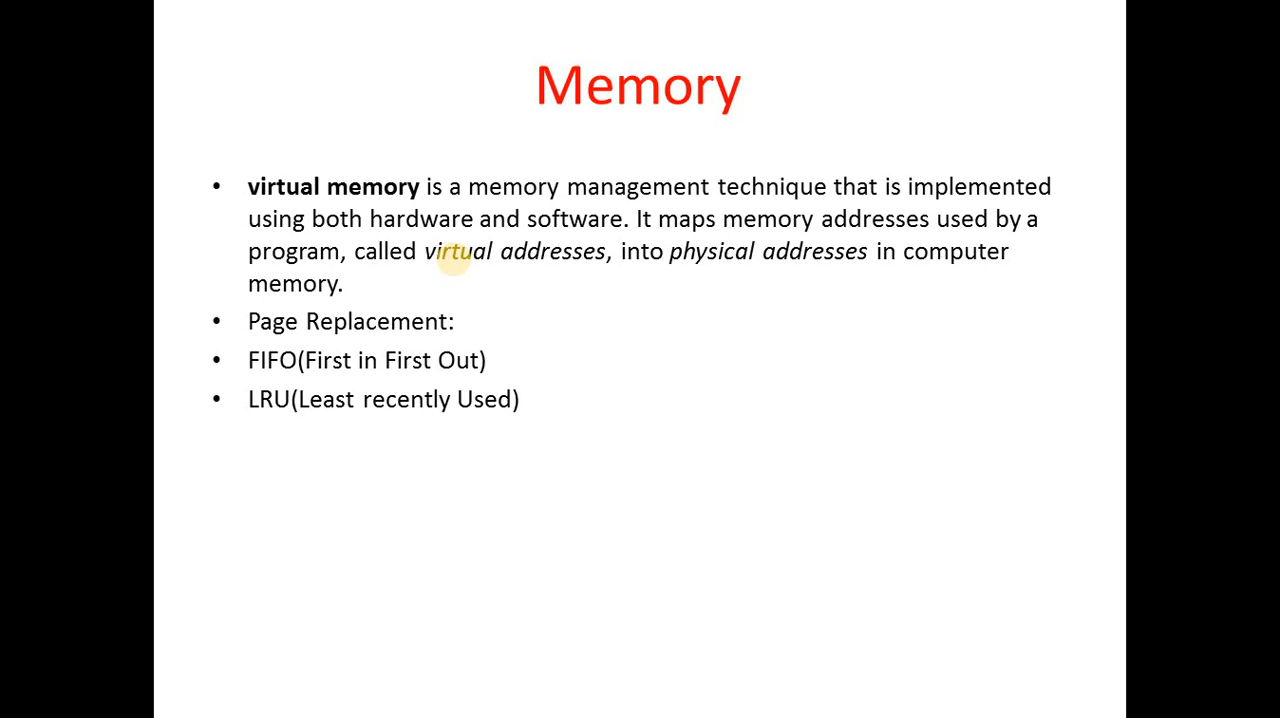 Memory
• virtual memory is a memory management technique that is implemented
using both hardware and software. It maps memory addresses used by a
program, called virtual addresses, into physical addresses in computer
memory.
• Page Replacement:
• FIFO(First in First Out)
• LRU(Least recently Used)